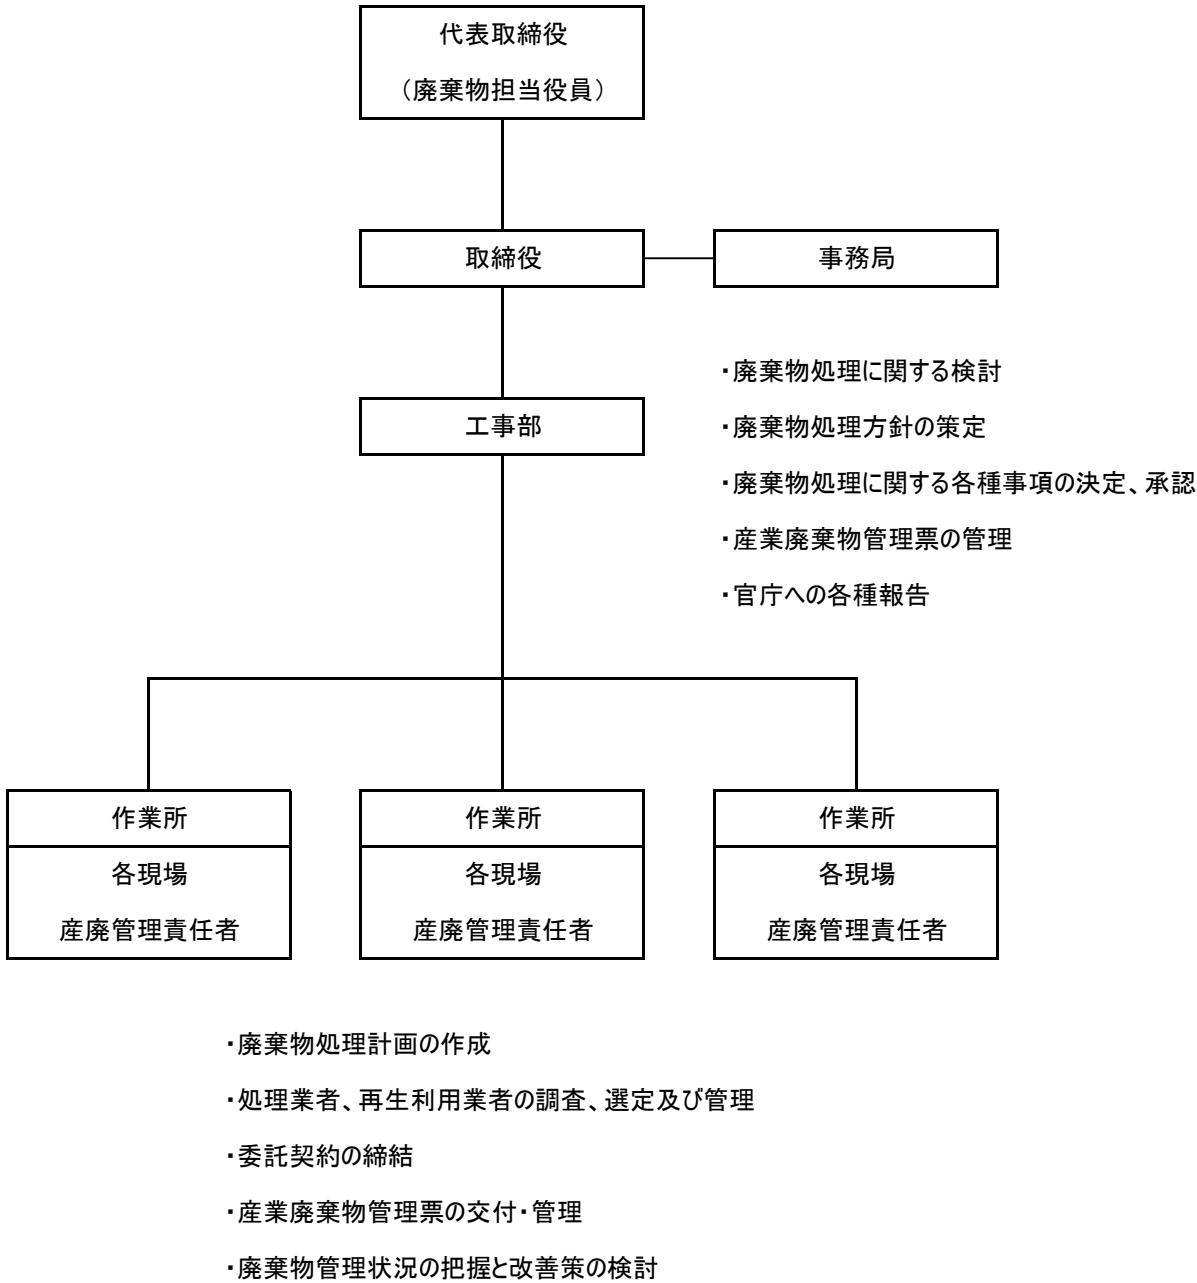 代表取締役
（廃棄物担当役員）
取締役
事務局
・廃棄物処理に関する検討
工事部
・廃棄物処理方針の策定
・廃棄物処理に関する各種事項の決定、承認
・産業廃棄物管理票の管理
・官庁への各種報告
作業所
作業所
作業所
各現場
各現場
各現場
産廃管理責任者
産廃管理責任者
産廃管理責任者
・廃棄物処理計画の作成
・処理業者、再生利用業者の調査、選定及び管理
・委託契約の締結
・産業廃棄物管理票の交付・管理
・廃棄物管理状況の把握と改善策の検討